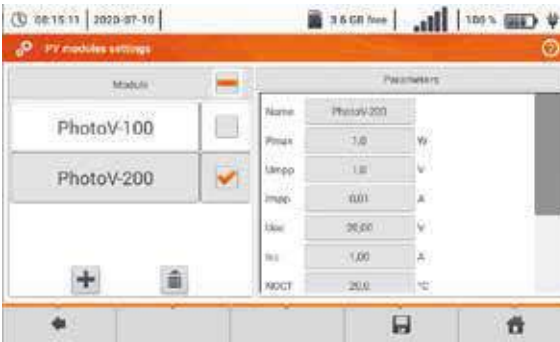 08:15:11 2020-07-10 3.6 GB free 100 %
PV modules settings
Module
Parameters
PhotoV-100
PhotoV-200
Name PhotoV-200
Pmax 1,0 W
Umpp 1,0 V
Impp 0,01 A
Uoc 20,00 V
Isc 1,00 A
NOCT 20,0 °C